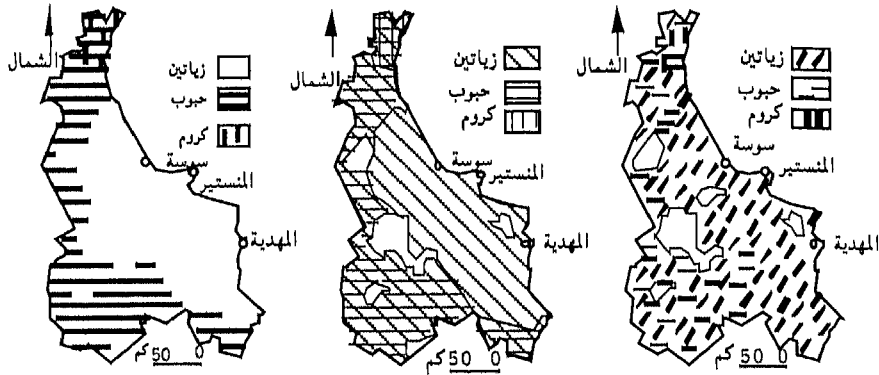 الشمال
زياتين
حبوب
كروم
سوسة
المنستير
المهدية
50 0
كم
الشمال
زياتين
حبوب
كروم
سوسة
المنستير
المهدية
50 0
كم
الشمال
زياتين
حبوب
كروم
سوسة
المنستير
المهدية
50 0
كم